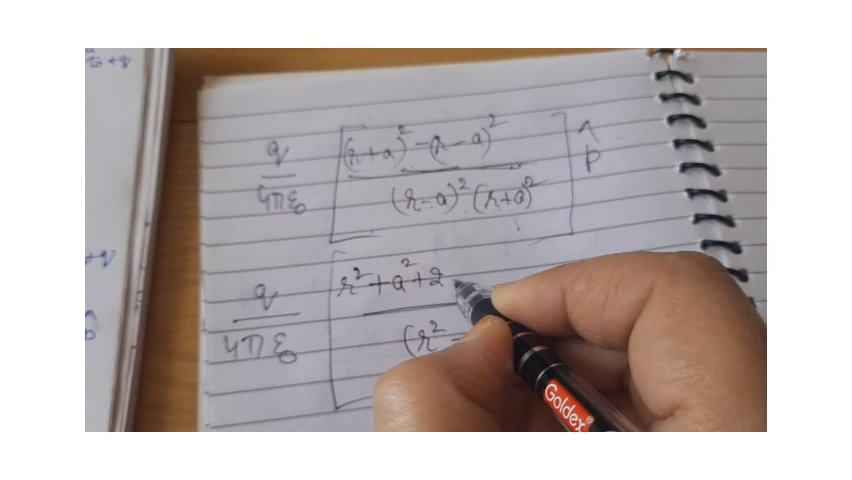 q/4πε₀ [(r+a)² - (r-a)² / (r-a)² (r+a)²] p̂
q/4πε₀ [r² + a² + 2 / (r² -
Goldex®
+q